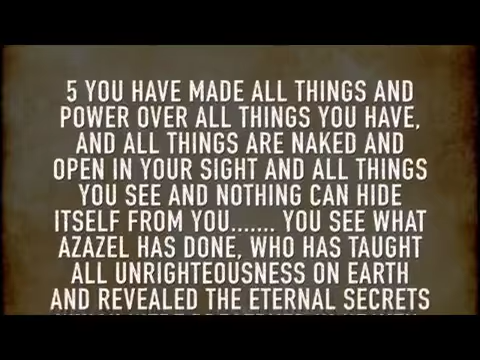 5 YOU HAVE MADE ALL THINGS AND
POWER OVER ALL THINGS YOU HAVE,
AND ALL THINGS ARE NAKED AND
OPEN IN YOUR SIGHT AND ALL THINGS
YOU SEE AND NOTHING CAN HIDE
ITSELF FROM YOU....... YOU SEE WHAT
AZAZEL HAS DONE, WHO HAS TAUGHT
ALL UNRIGHTEOUSNESS ON EARTH
AND REVEALED THE ETERNAL SECRETS